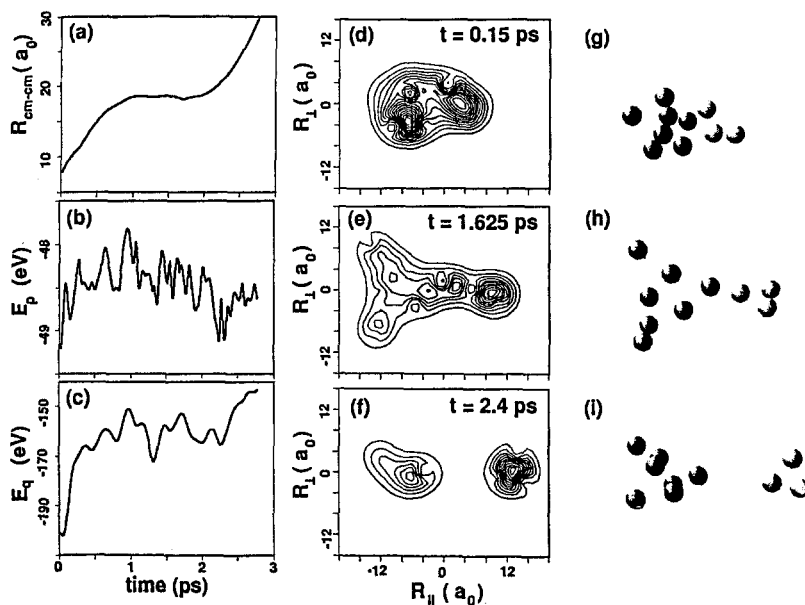 (a)
R_cm-cm (a_0)
30
20
10
(b)
E_p (eV)
-48
-49
(c)
E_q (eV)
-150
-170
-190
0 1 2 3
time (ps)
(d) t = 0.15 ps
R_⊥ (a_0)
12
0
-12
(e) t = 1.625 ps
R_⊥ (a_0)
12
0
-12
(f) t = 2.4 ps
R_⊥ (a_0)
12
0
-12
-12 0 12
R_|| (a_0)
(g)
(h)
(i)